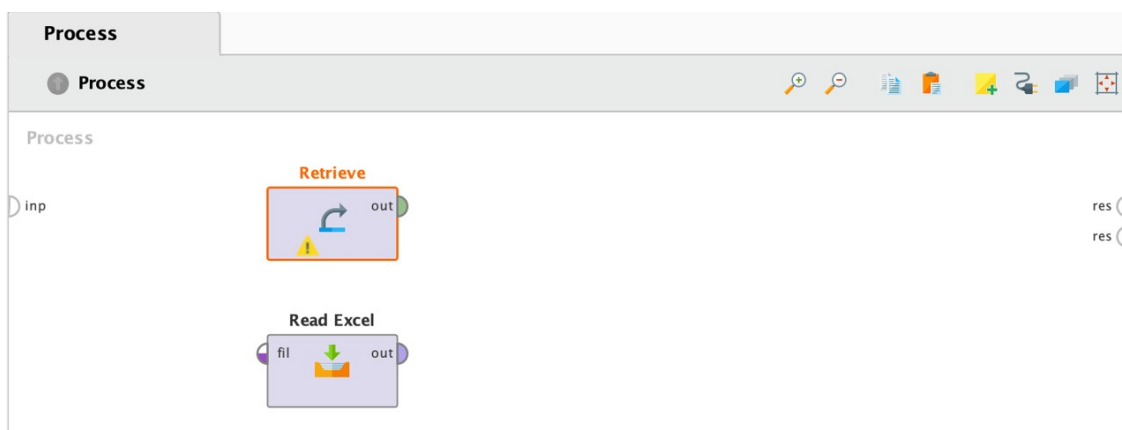 Process
Process
Process
Retrieve
inp
out
res
res
Read Excel
fil
out